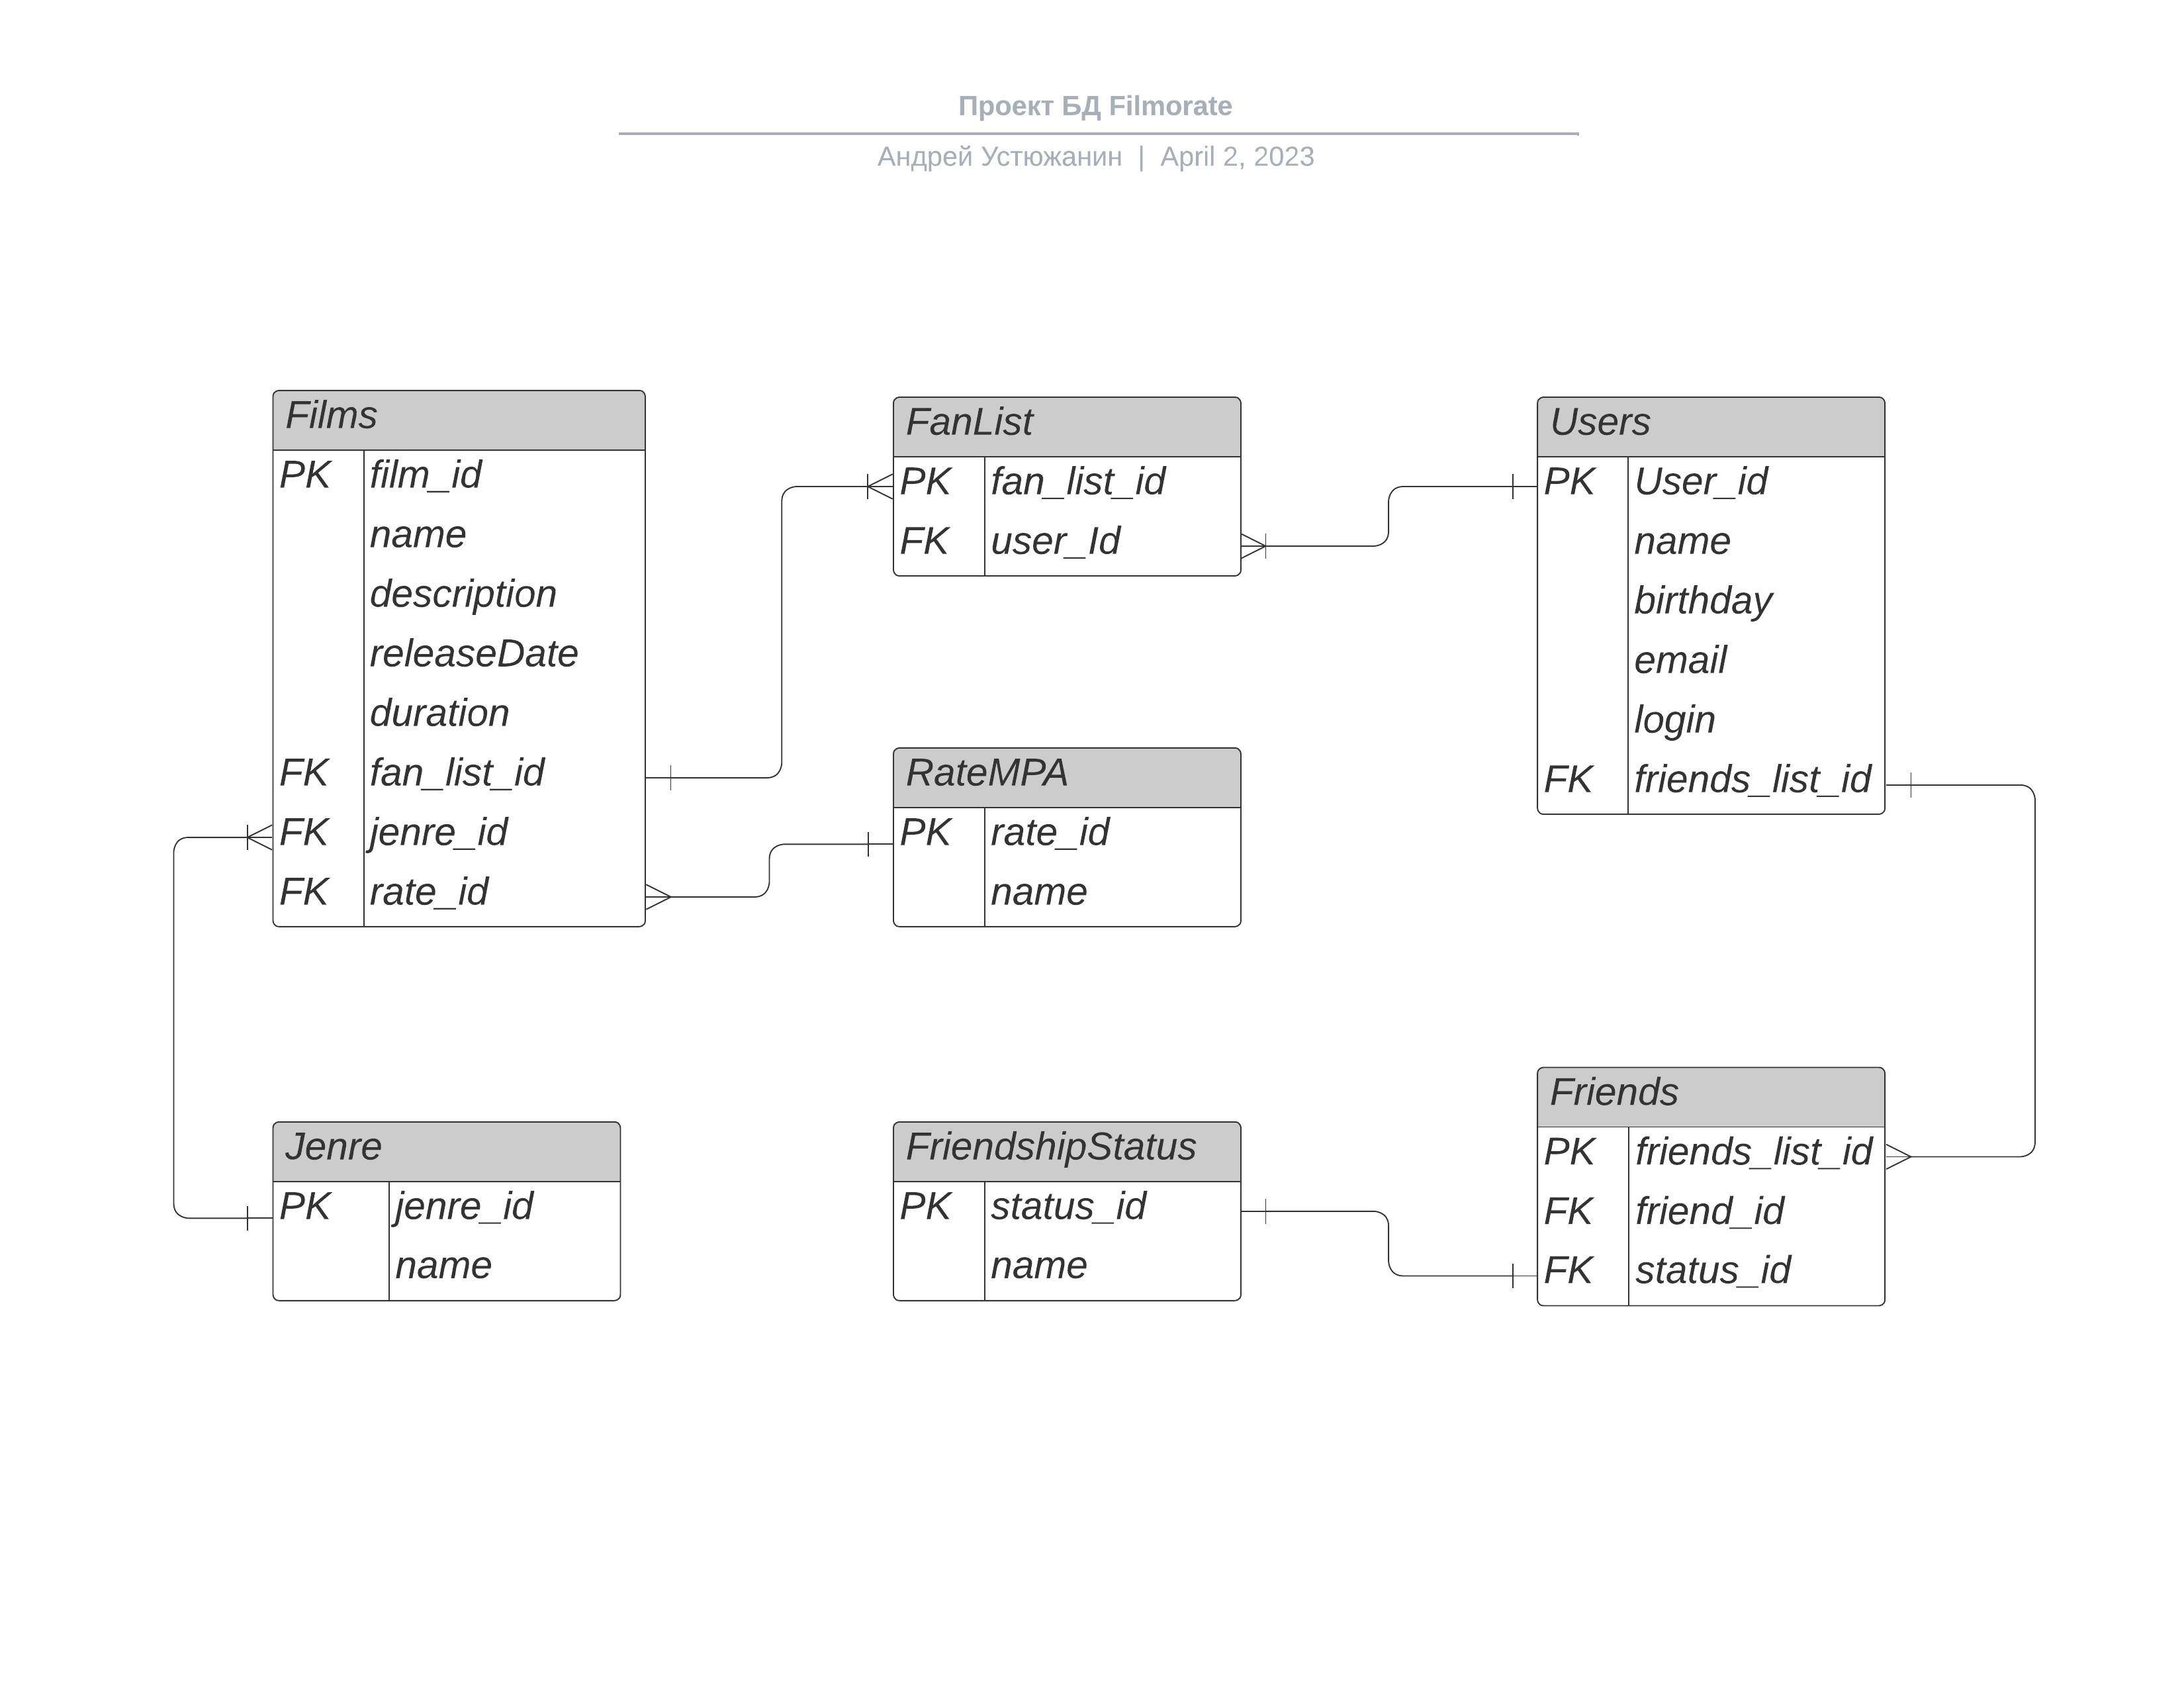 Проект БД Filmorate
Андрей Устюжанин | April 2, 2023
Films
PK film_id
name
description
releaseDate
duration
FK fan_list_id
FK jenre_id
FK rate_id
FanList
PK fan_list_id
FK user_Id
Users
PK User_id
name
birthday
email
login
FK friends_list_id
RateMPA
PK rate_id
name
Jenre
PK jenre_id
name
FriendshipStatus
PK status_id
name
Friends
PK friends_list_id
FK friend_id
FK status_id